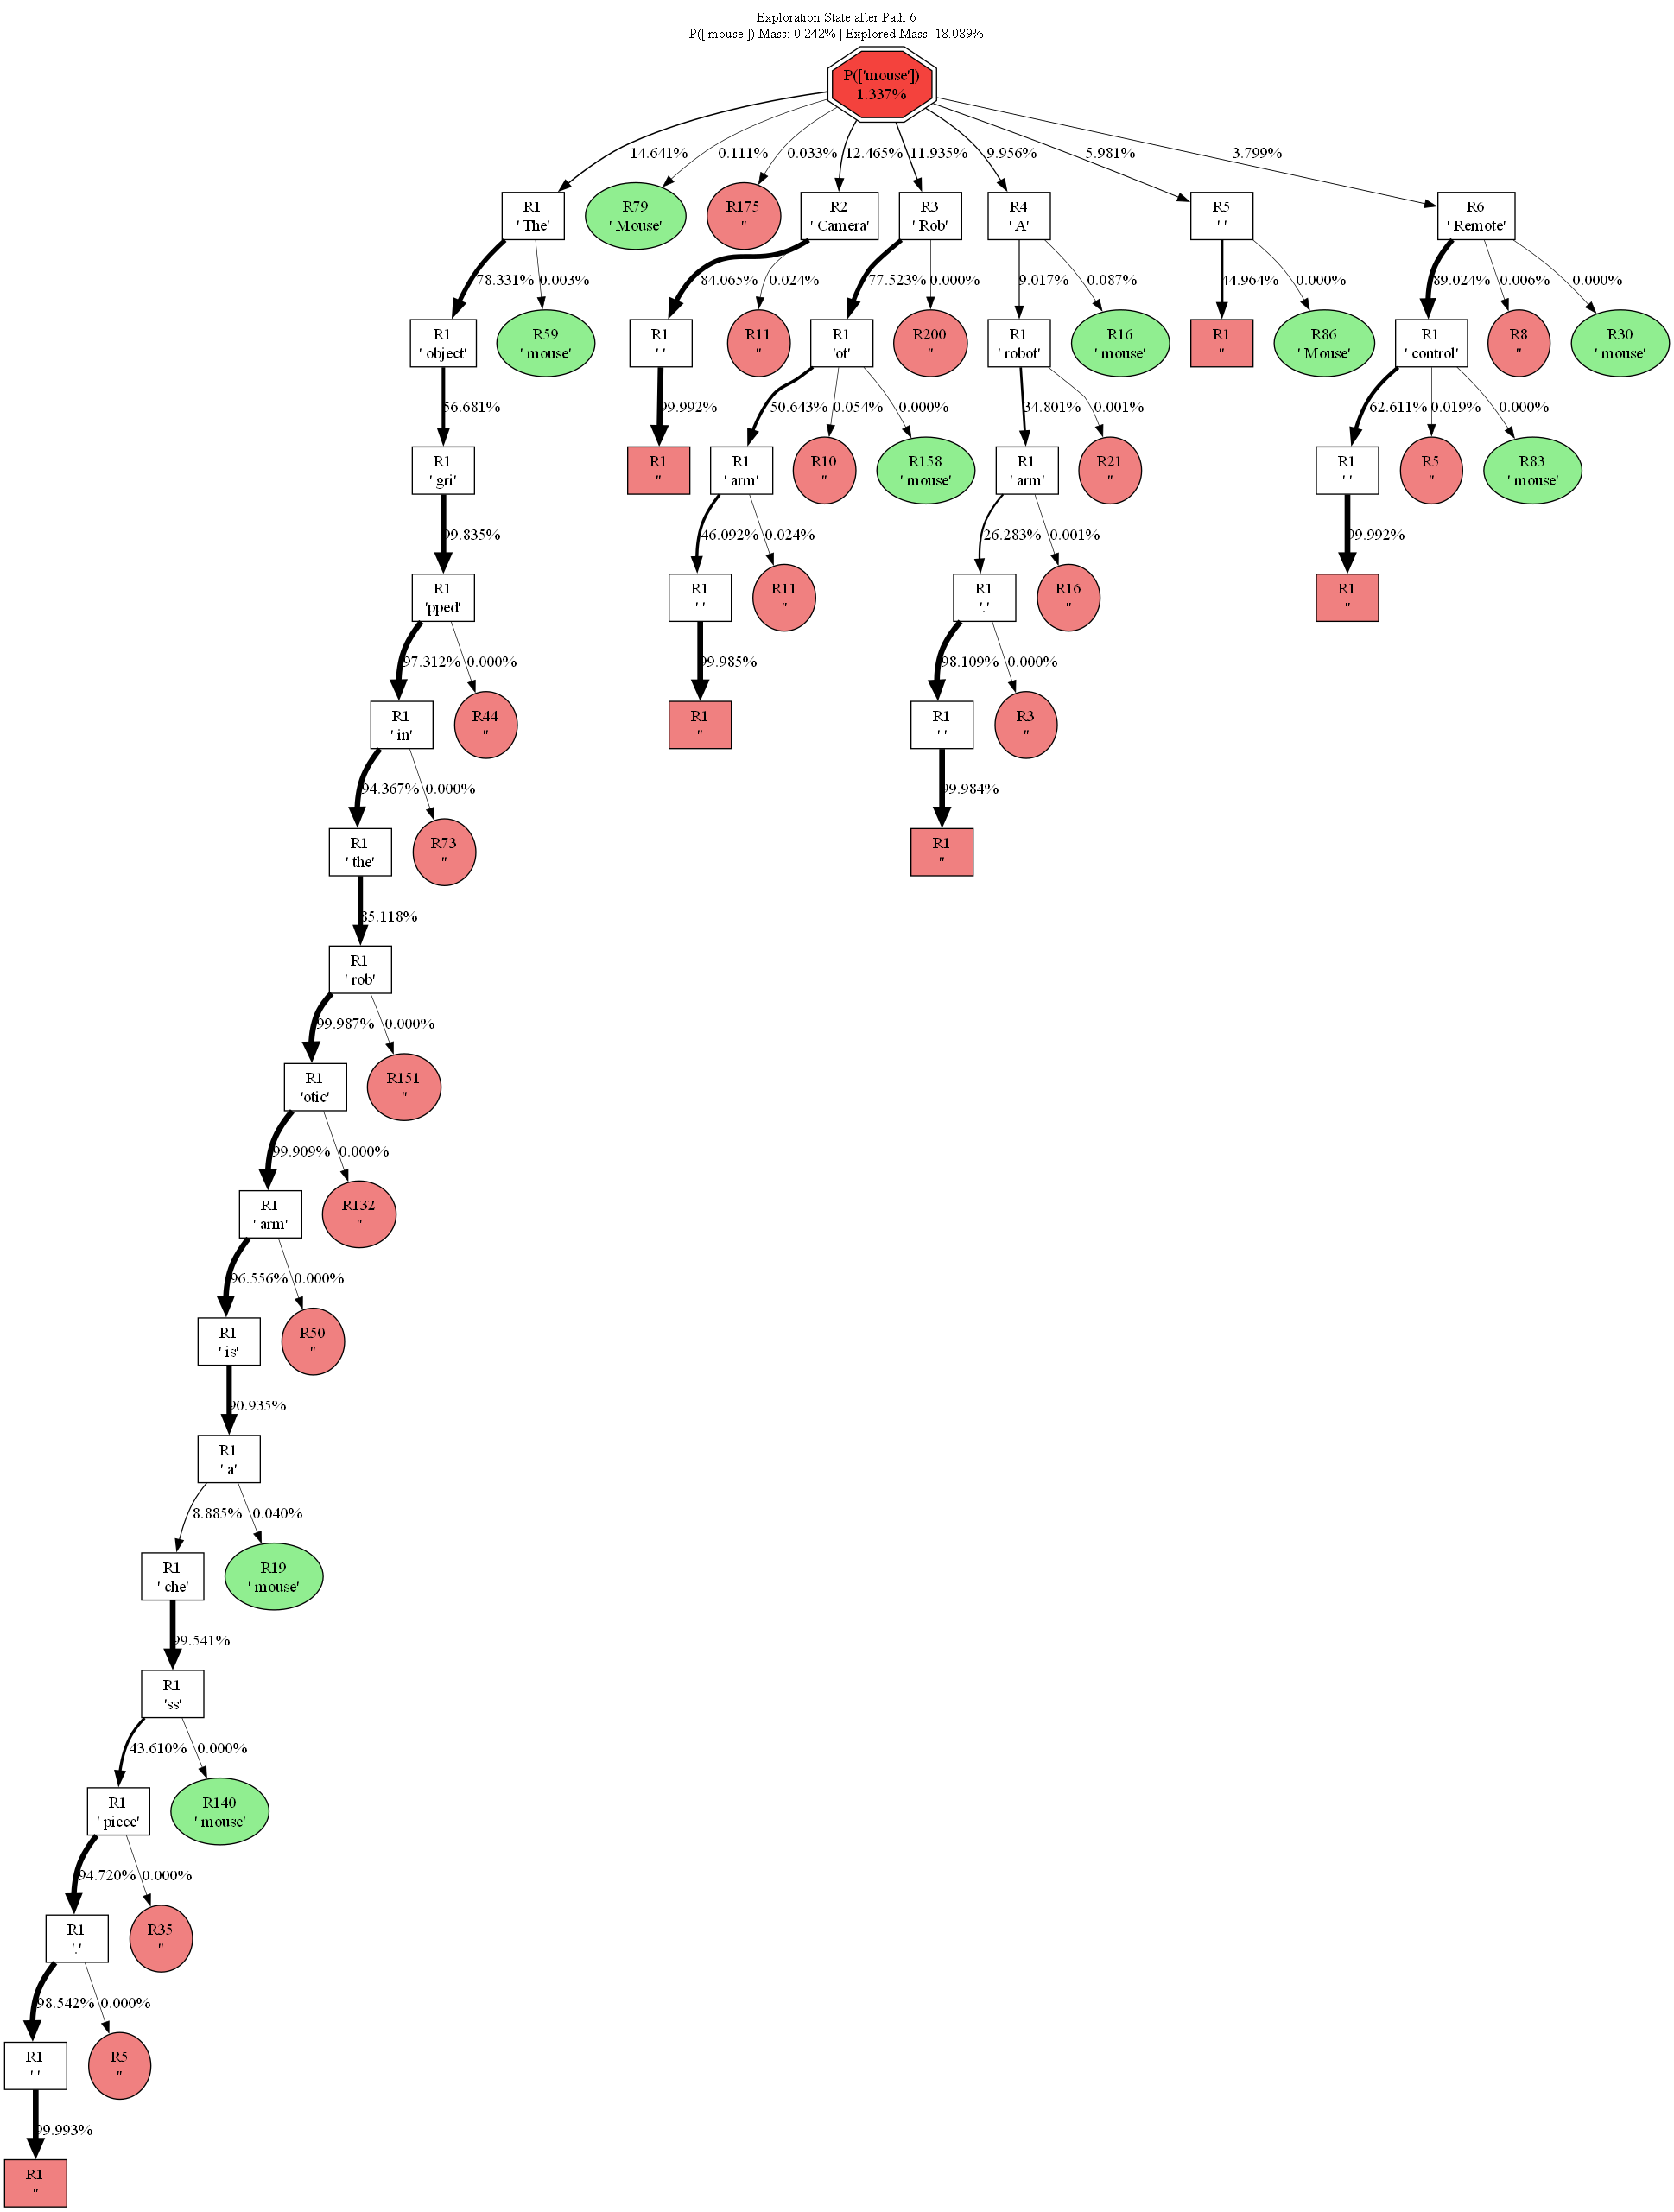 Exploration State after Path 6
P(['mouse']) Mass: 0.242% | Explored Mass: 18.089%
P(['mouse'])
1.337%
14.641% 0.111% 0.033% 12.465% 11.935% 9.956% 5.981% 3.799%
R1 R79 R175 R2 R3 R4 R5 R6
' The' ' Mouse' '' ' Camera' ' Rob' ' A' ' ' ' Remote'
78.331% 0.003% 84.065% 0.024% 77.523% 0.000% 9.017% 0.087% 44.964% 0.000% 89.024% 0.006% 0.000%
R1 R59 R1 R11 R1 R200 R1 R16 R1 R86 R1 R8 R30
' object' ' mouse' ' ' '' 'ot' '' ' robot' ' mouse' '' ' Mouse' ' control' '' ' mouse'
56.681% 99.992% 50.643% 0.054% 0.000% 34.801% 0.001% 62.611% 0.019% 0.000%
R1 R1 R1 R10 R158 R1 R21 R1 R5 R83
' gri' '' ' arm' '' ' mouse' ' arm' '' ' ' '' ' mouse'
99.835% 46.092% 0.024% 26.283% 0.001% 99.992%
R1 R1 R11 R1 R16 R1
'pped' ' ' '' '.' '' ''
97.312% 0.000% 99.985% 98.109% 0.000%
R1 R44 R1 R1 R3
' in' '' '' ' ' ''
94.367% 0.000% 99.984%
R1 R73 R1
' the' '' ''
85.118%
R1
' rob'
99.987% 0.000%
R1 R151
'otic' ''
99.909% 0.000%
R1 R132
' arm' ''
96.556% 0.000%
R1 R50
' is' ''
90.935%
R1
' a'
8.885% 0.040%
R1 R19
' che' ' mouse'
99.541%
R1
'ss'
43.610% 0.000%
R1 R140
' piece' ' mouse'
94.720% 0.000%
R1 R35
'.' ''
98.542% 0.000%
R1 R5
' ' ''
99.993%
R1
''